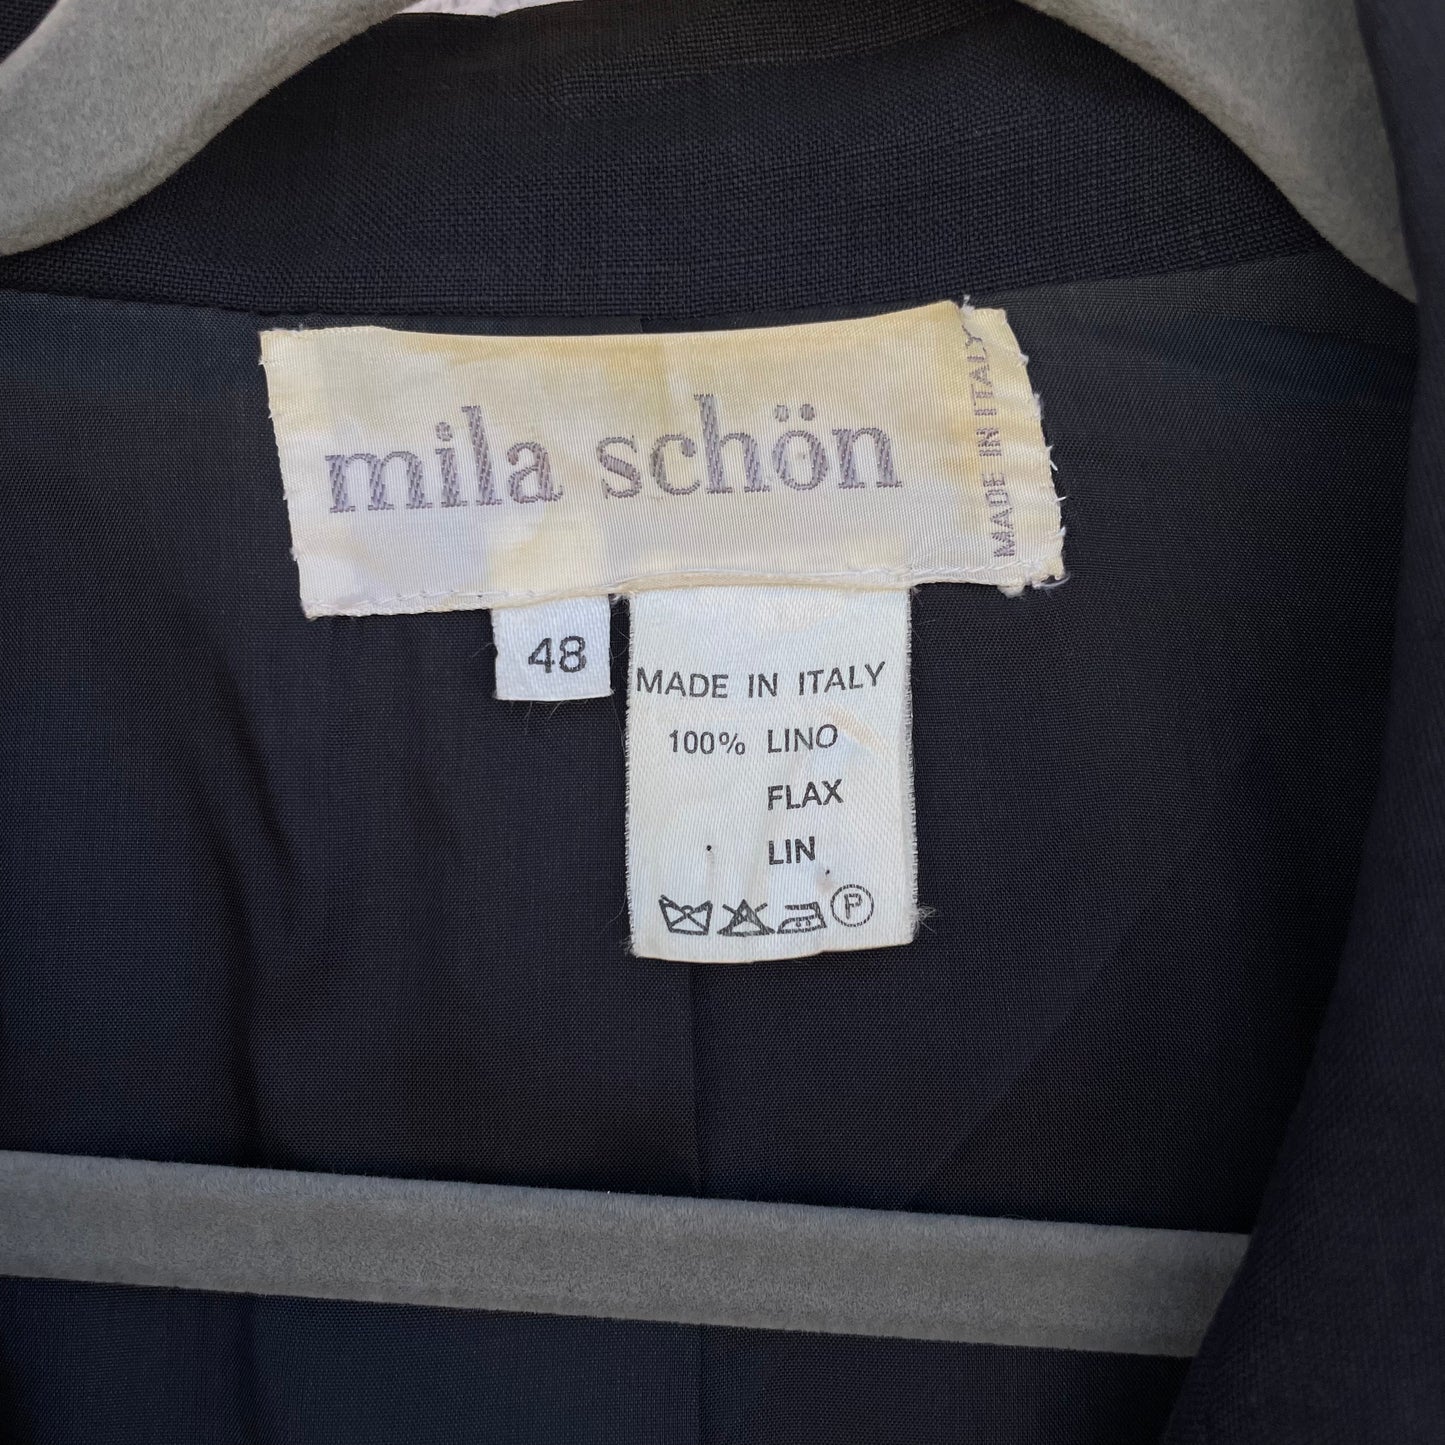 mila schön
MADE IN ITALY
48
MADE IN ITALY
100% LINO
FLAX
LIN
P